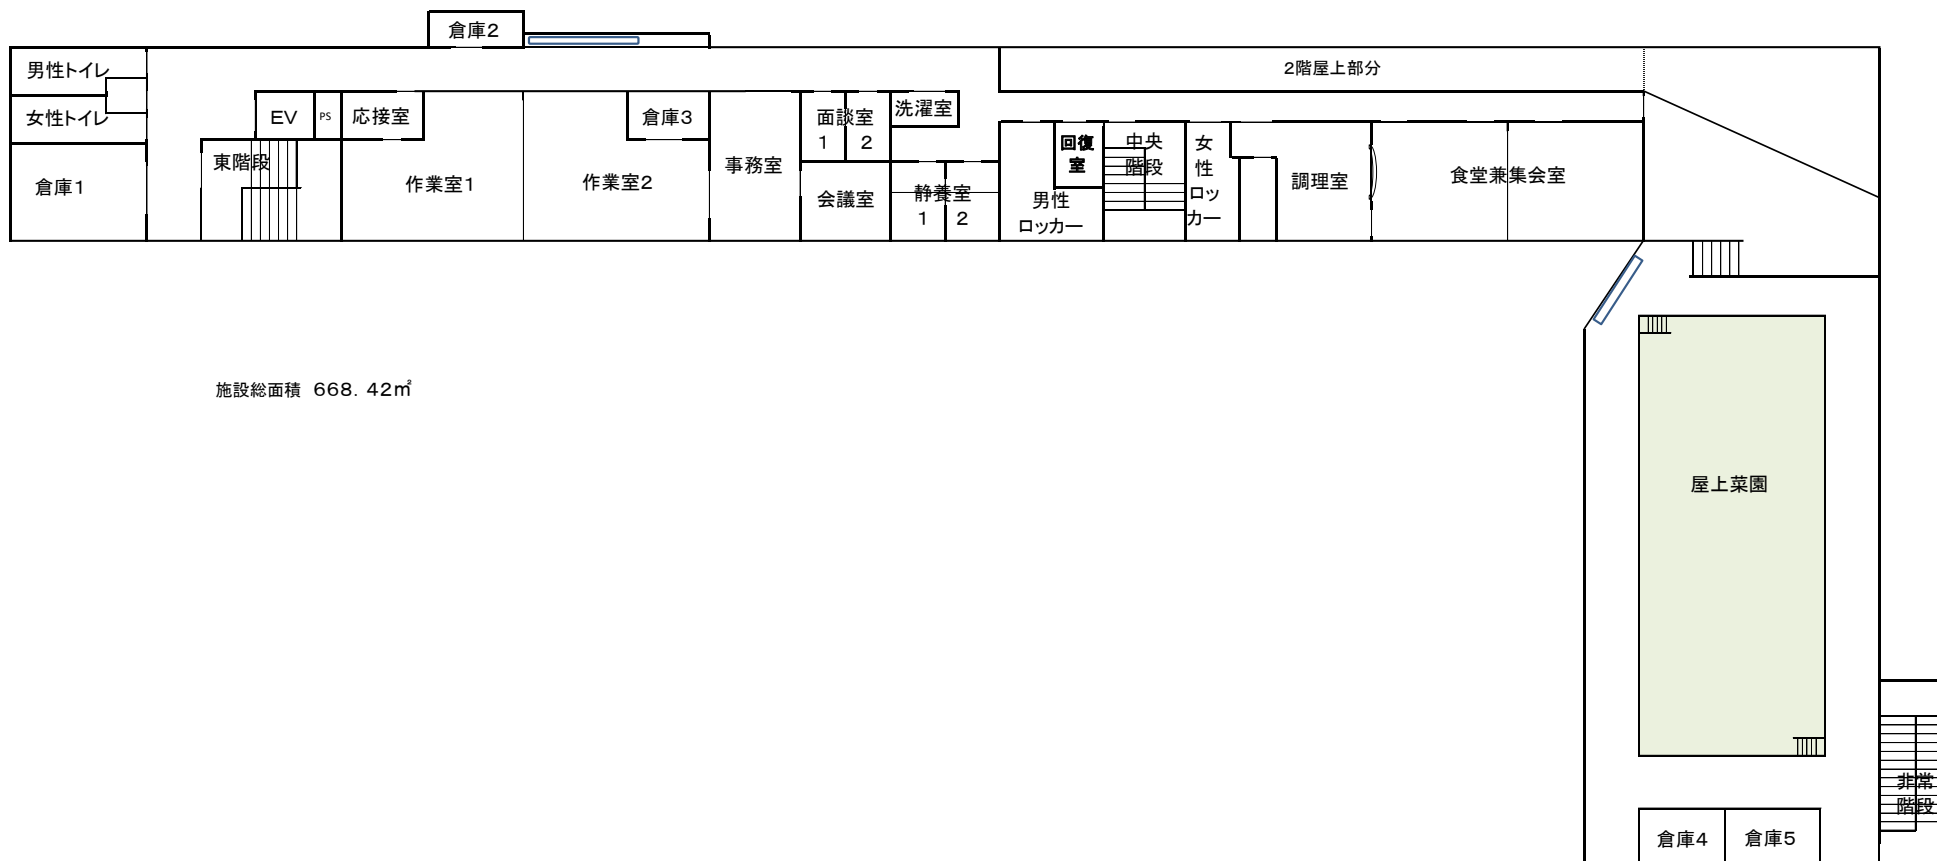 倉庫2
2階屋上部分
男性トイレ
女性トイレ
倉庫1
東階段
EV
PS
応接室
作業室1
作業室2
倉庫3
事務室
面談室
1 2
会議室
洗濯室
静養室
1 2
回復
室
男性
ロッカー
中央
階段
女
性
ロッ
カー
調理室
食堂兼集会室
施設総面積 668.42㎡
屋上菜園
非常
階段
倉庫4
倉庫5